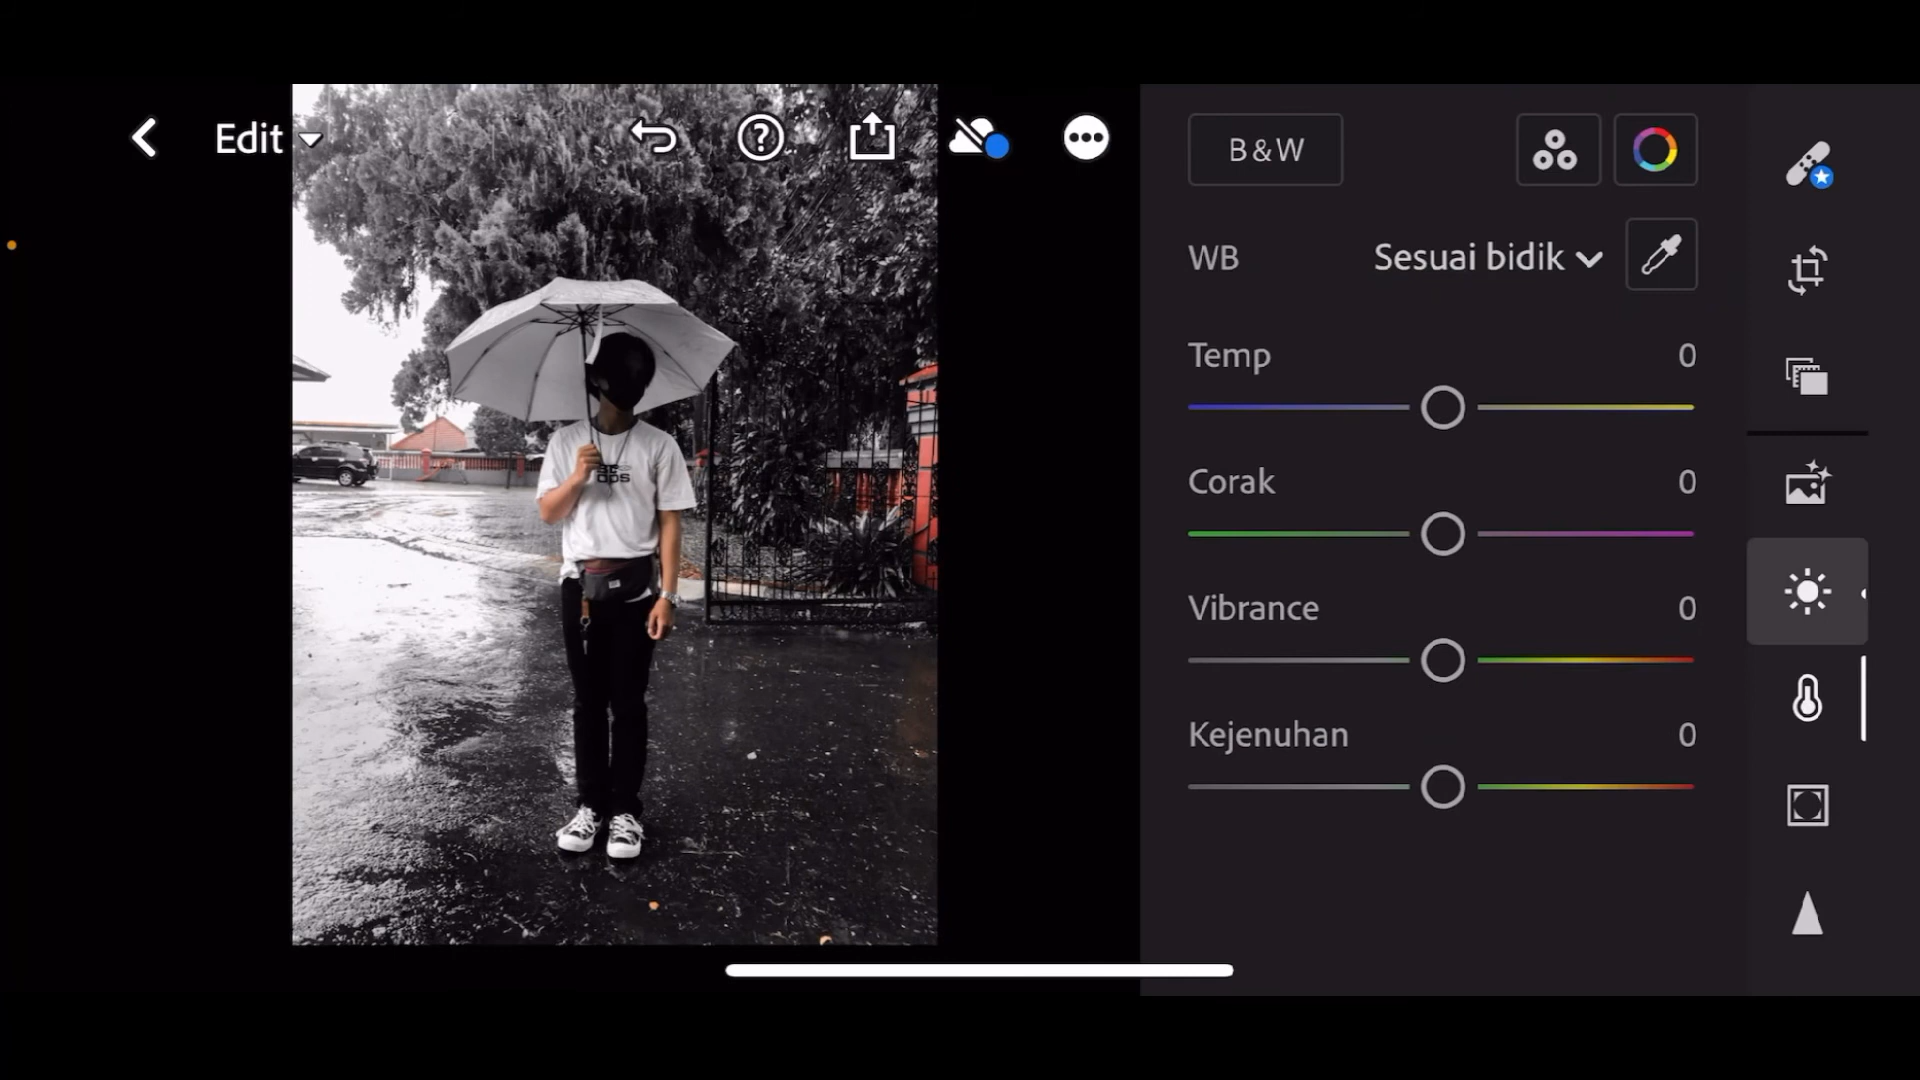 Edit
B&W
WB
Sesuai bidik
Temp
0
Corak
0
Vibrance
0
Kejenuhan
0